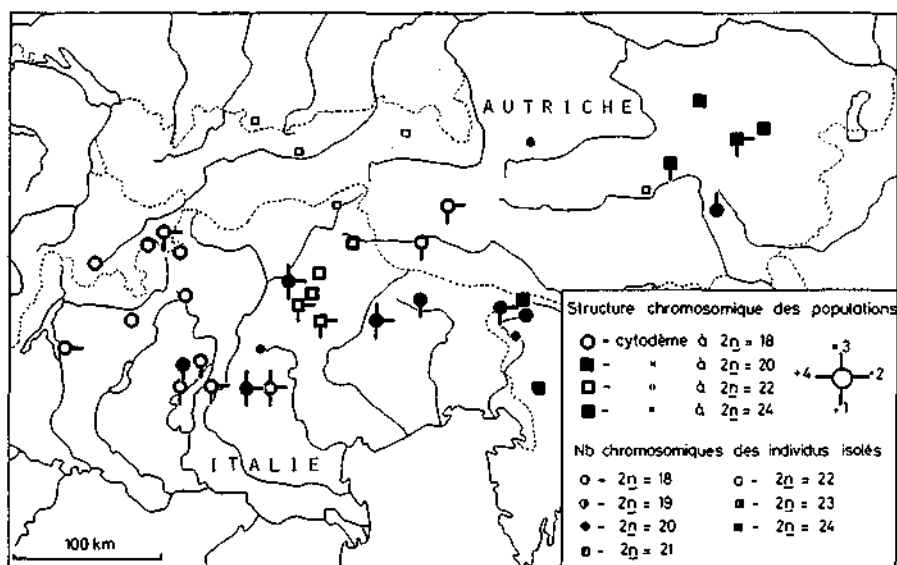 AUTRICHE
ITALIE
100 km
Structure chromosomique des populations
○ - cytodème à 2n = 18
■ - " à 2n = 20
□ - " à 2n = 22
■ - " à 2n = 24
3
+4 2
+1
Nb chromosomiques des individus isolés
2n = 18
2n = 19
2n = 20
2n = 21
2n = 22
2n = 23
2n = 24